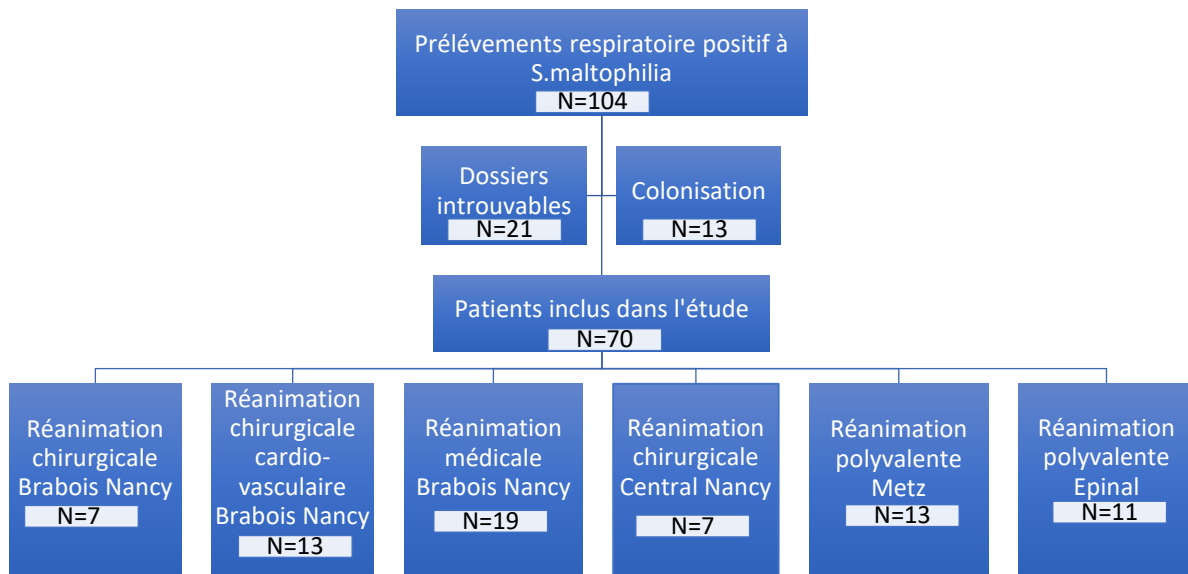 Prélévements respiratoire positif à
S.maltophilia
N=104
Dossiers
introuvables
N=21
Colonisation
N=13
Patients inclus dans l'étude
N=70
Réanimation
chirurgicale
Brabois Nancy
N=7
Réanimation
chirurgicale
cardio-
vasculaire
Brabois Nancy
N=13
Réanimation
médicale
Brabois Nancy
N=19
Réanimation
chirurgicale
Central Nancy
N=7
Réanimation
polyvalente
Metz
N=13
Réanimation
polyvalente
Epinal
N=11